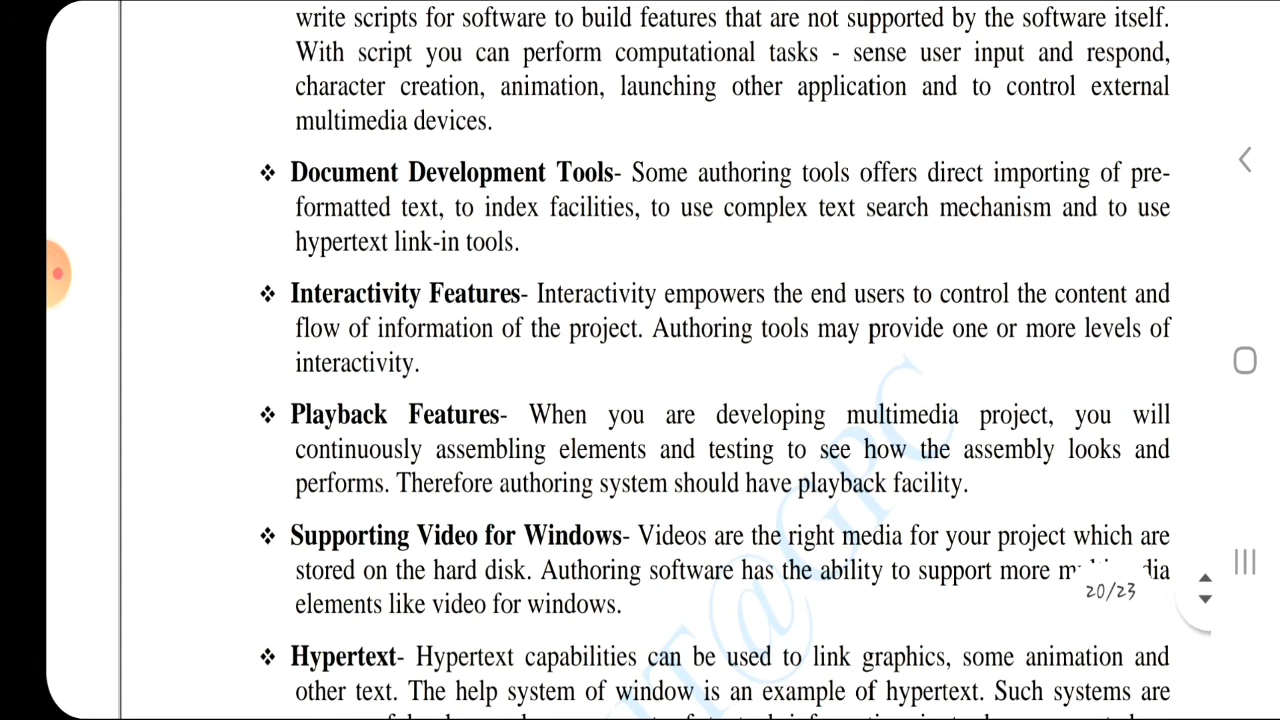 write scripts for software to build features that are not supported by the software itself.
With script you can perform computational tasks - sense user input and respond,
character creation, animation, launching other application and to control external
multimedia devices.
❖ Document Development Tools- Some authoring tools offers direct importing of pre-
formatted text, to index facilities, to use complex text search mechanism and to use
hypertext link-in tools.
❖ Interactivity Features- Interactivity empowers the end users to control the content and
flow of information of the project. Authoring tools may provide one or more levels of
interactivity.
❖ Playback Features- When you are developing multimedia project, you will
continuously assembling elements and testing to see how the assembly looks and
performs. Therefore authoring system should have playback facility.
❖ Supporting Video for Windows- Videos are the right media for your project which are
stored on the hard disk. Authoring software has the ability to support more
elements like video for windows.
20/23
❖ Hypertext- Hypertext capabilities can be used to link graphics, some animation and
other text. The help system of window is an example of hypertext. Such systems are